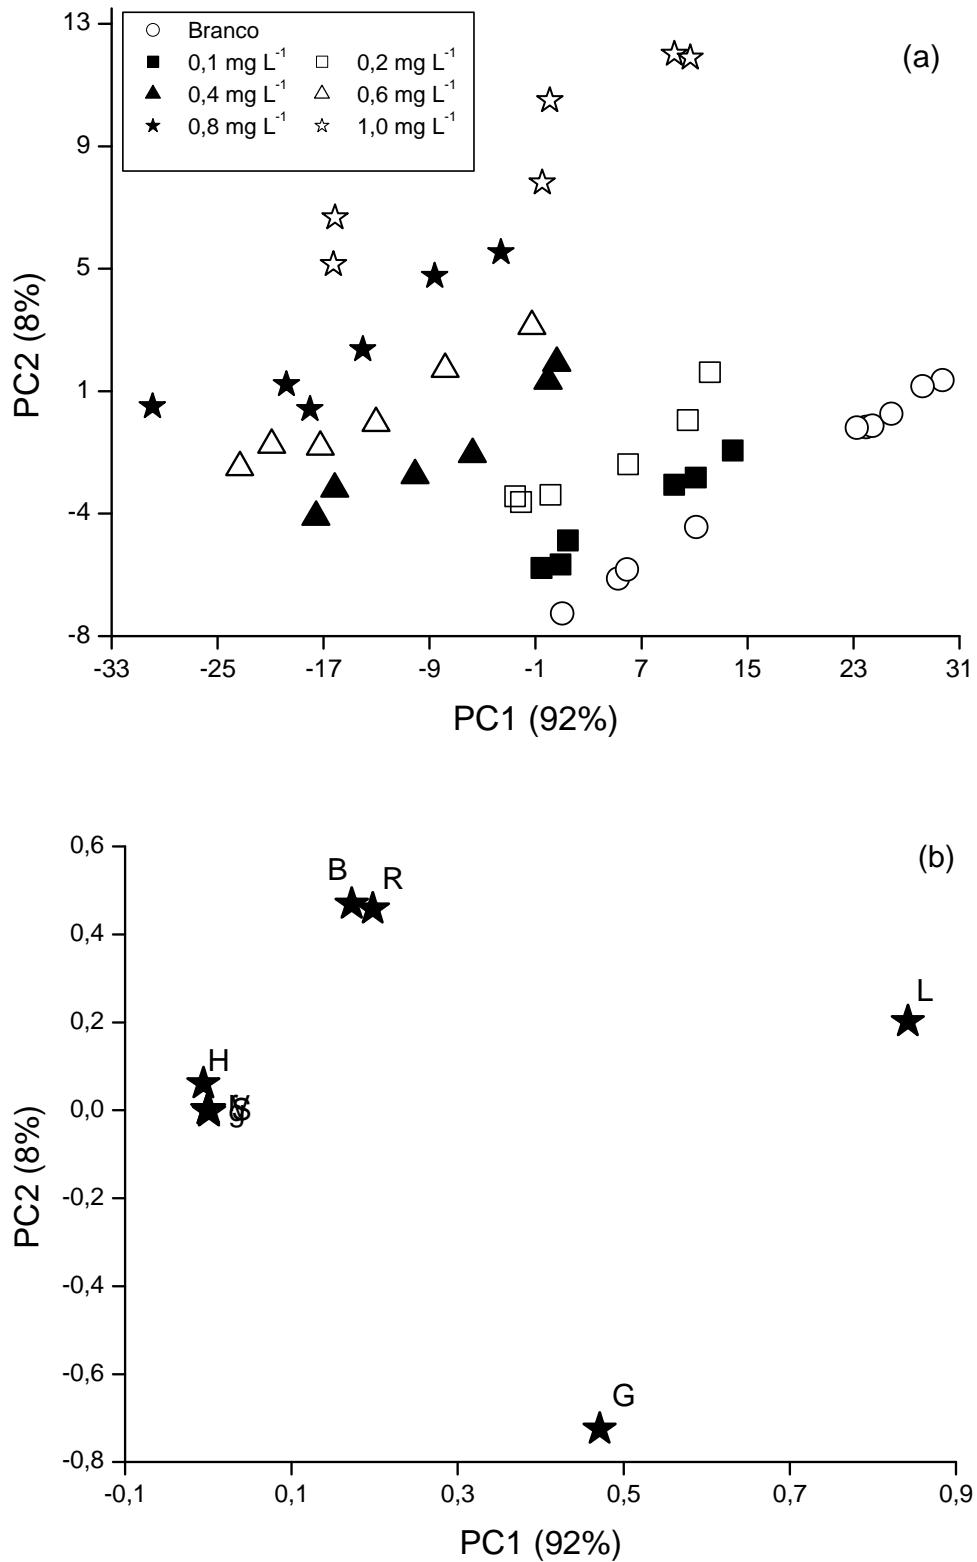 13
(a)
Branco
0,1 mg L⁻¹ 0,2 mg L⁻¹
0,4 mg L⁻¹ 0,6 mg L⁻¹
0,8 mg L⁻¹ 1,0 mg L⁻¹
9
5
1
-4
-8
PC2 (8%)
-33 -25 -17 -9 -1 7 15 23 31
PC1 (92%)
0,6
(b)
B R
0,4
0,2
L
H
0,0
-0,2
-0,4
-0,6
G
-0,8
PC2 (8%)
-0,1 0,1 0,3 0,5 0,7 0,9
PC1 (92%)